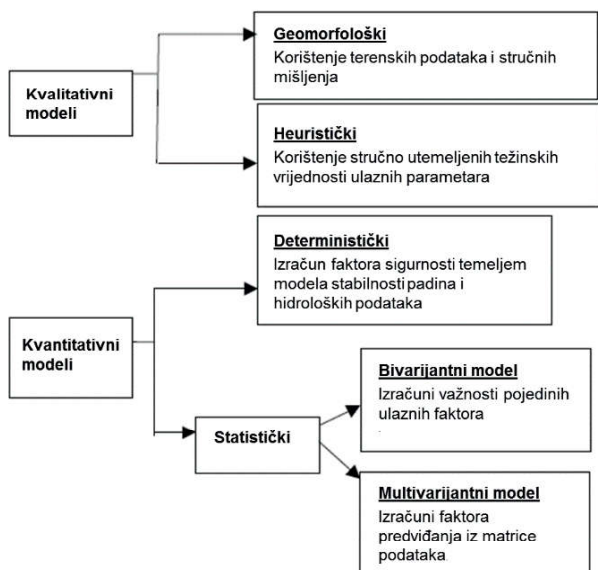 Geomorfološki
Korištenje terenskih podataka i stručnih
mišljenja
Kvalitativni
modeli
Heuristički
Korištenje stručno utemeljenih težinskih
vrijednosti ulaznih parametara
Deterministički
Izračun faktora sigurnosti temeljem
modela stabilnosti padina i
hidroloških podataka
Kvantitativni
modeli
Statistički
Bivarijantni model
Izračuni važnosti pojedinih
ulaznih faktora
Multivarijantni model
Izračuni faktora
predviđanja iz matrice
podataka